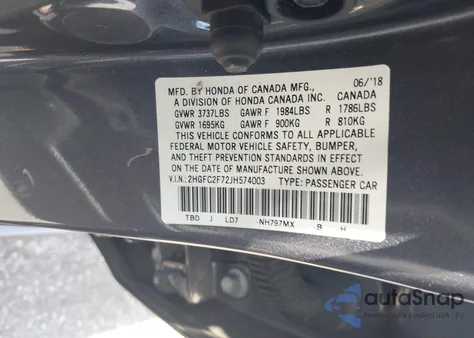 MFD. BY HONDA OF CANADA MFG., 06/'18
A DIVISION OF HONDA CANADA INC. CANADA
GVWR 3737LBS GAWR F 1984LBS R 1786LBS
GVWR 1695KG GAWR F 900KG R 810KG
THIS VEHICLE CONFORMS TO ALL APPLICABLE
FEDERAL MOTOR VEHICLE SAFETY, BUMPER,
AND THEFT PREVENTION STANDARDS IN EFFECT
ON THE DATE OF MANUFACTURE SHOWN ABOVE.
V.I.N.: 2HGFC2F72JH574003 TYPE: PASSENGER CAR
TBD J LD7 -NH797MX -B H
autoSnap